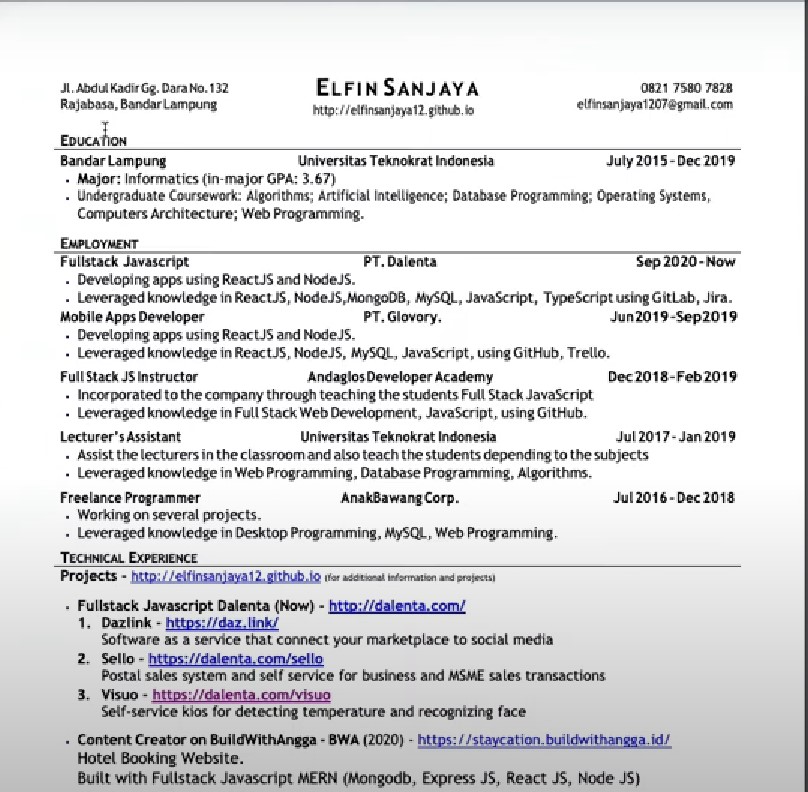 Jl. Abdul Kadir Gg. Dara No. 132
Rajabasa, Bandar Lampung
ELFIN SANJAYA
http://elfinsanjaya12.github.io
0821 7580 7828
elfinsanjaya1207@gmail.com
EDUCATION
Bandar Lampung Universitas Teknokrat Indonesia July 2015 - Dec 2019
• Major: Informatics (in-major GPA: 3.67)
• Undergraduate Coursework: Algorithms; Artificial Intelligence; Database Programming; Operating Systems,
Computers Architecture; Web Programming.
EMPLOYMENT
Fullstack Javascript PT. Dalenta Sep 2020 - Now
• Developing apps using ReactJS and NodeJS.
• Leveraged knowledge in ReactJS, NodeJS,MongoDB, MySQL, JavaScript, TypeScript using GitLab, Jira.
Mobile Apps Developer PT. Glovory. Jun 2019 - Sep2019
• Developing apps using ReactJS and NodeJS.
• Leveraged knowledge in ReactJS, NodeJS, MySQL, JavaScript, using GitHub, Trello.
Full Stack JS Instructor Andaglos Developer Academy Dec 2018 - Feb 2019
• Incorporated to the company through teaching the students Full Stack JavaScript
• Leveraged knowledge in Full Stack Web Development, JavaScript, using GitHub.
Lecturer's Assistant Universitas Teknokrat Indonesia Jul 2017 - Jan 2019
• Assist the lecturers in the classroom and also teach the students depending to the subjects
• Leveraged knowledge in Web Programming, Database Programming, Algorithms.
Freelance Programmer AnakBawang Corp. Jul 2016 - Dec 2018
• Working on several projects.
• Leveraged knowledge in Desktop Programming, MySQL, Web Programming.
TECHNICAL EXPERIENCE
Projects - http://elfinsanjaya12.github.io (for additional information and projects)
• Fullstack Javascript Dalenta (Now) - http://dalenta.com/
1. Dazlink - https://daz.link/
Software as a service that connect your marketplace to social media
2. Sello - https://dalenta.com/sello
Postal sales system and self service for business and MSME sales transactions
3. Visuo - https://dalenta.com/visuo
Self-service kios for detecting temperature and recognizing face
• Content Creator on BuildWithAngga - BWA (2020) - https://staycation.buildwithangga.id/
Hotel Booking Website.
Built with Fullstack Javascript MERN (Mongodb, Express JS, React JS, Node JS)